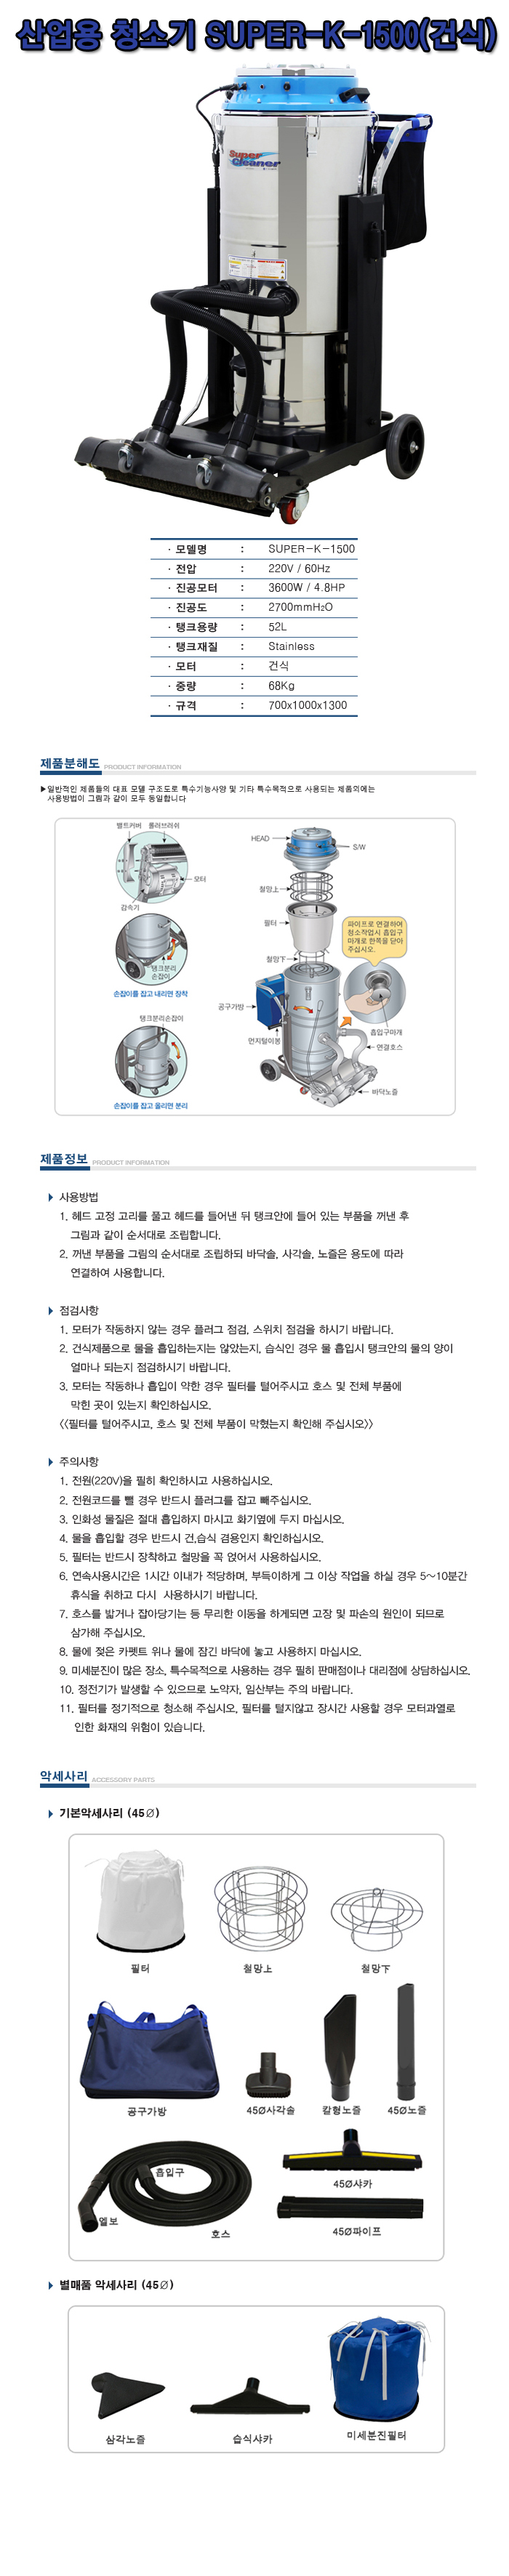 산업용 청소기 SUPER-K-1500(건식)
Super
Cleaner
· 모델명 : SUPER-K-1500
· 전압 : 220V / 60Hz
· 진공모터 : 3600W / 4.8HP
· 진공도 : 2700mmH₂O
· 탱크용량 : 52L
· 탱크재질 : Stainless
· 모터 : 건식
· 중량 : 68Kg
· 규격 : 700x1000x1300
제품분해도 PRODUCT INFORMATION
▶일반적인 제품들의 대표 모델 구조도로 특수기능사양 및 기타 특수목적으로 사용되는 제품의에는
사용방법이 그림과 같이 모두 동일합니다
벨트커버 롤러브러쉬
모터
감속기
탱크분리
손잡이
손잡이를 잡고 내리면 장착
탱크분리손잡이
손잡이를 잡고 올리면 분리
HEAD
S/W
철망上
필터
철망下
파이프로 연결하여
청소작업시 흡입구
마개로 한쪽을 닫아
주십시오.
공구가방
먼지털이봉
흡입구마개
연결호스
바닥노즐
제품정보 PRODUCT INFORMATION
사용방법
1. 헤드 고정 고리를 풀고 헤드를 들어낸 뒤 탱크안에 들어 있는 부품을 꺼낸 후
그림과 같이 순서대로 조립합니다.
2. 꺼낸 부품을 그림의 순서대로 조립하되 바닥솔, 사각솔, 노즐은 용도에 따라
연결하여 사용합니다.
점검사항
1. 모터가 작동하지 않는 경우 플러그 점검, 스위치 점검을 하시기 바랍니다.
2. 건식제품으로 물을 흡입하는지는 않았는지, 습식인 경우 물 흡입시 탱크안의 물의 양이
얼마나 되는지 점검하시기 바랍니다.
3. 모터는 작동하나 흡입이 약한 경우 필터를 털어주시고 호스 및 전체 부품에
막힌 곳이 있는지 확인하십시오.
<<필터를 털어주시고, 호스 및 전체 부품이 막혔는지 확인해 주십시오>>
주의사항
1. 전원(220V)을 필히 확인하시고 사용하십시오.
2. 전원코드를 뺄 경우 반드시 플러그를 잡고 빼주십시오.
3. 인화성 물질은 절대 흡입하지 마시고 화기옆에 두지 마십시오.
4. 물을 흡입할 경우 반드시 건,습식 겸용인지 확인하십시오.
5. 필터는 반드시 장착하고 철망을 꼭 얹어서 사용하십시오.
6. 연속사용시간은 1시간 이내가 적당하며, 부득이하게 그 이상 작업을 하실 경우 5~10분간
휴식을 취하고 다시 사용하시기 바랍니다.
7. 호스를 밟거나 잡아당기는 등 무리한 이동을 하게되면 고장 및 파손의 원인이 되므로
삼가해 주십시오.
8. 물에 젖은 카펫트 위나 물에 잠긴 바닥에 놓고 사용하지 마십시오.
9. 미세분진이 많은 장소, 특수목적으로 사용하는 경우 필히 판매점이나 대리점에 상담하십시오.
10. 정전기가 발생할 수 있으므로 노약자, 임산부는 주의 바랍니다.
11. 필터를 정기적으로 청소해 주십시오, 필터를 털지않고 장시간 사용할 경우 모터과열로
인한 화재의 위험이 있습니다.
악세사리 ACCESSORY PARTS
기본악세사리 (45∅)
필터
철망上
철망下
공구가방
45∅사각솔
칼형노즐
45∅노즐
흡입구
엘보
호스
45∅샤카
45∅파이프
별매품 악세사리 (45∅)
삼각노즐
습식샤카
미세분진필터